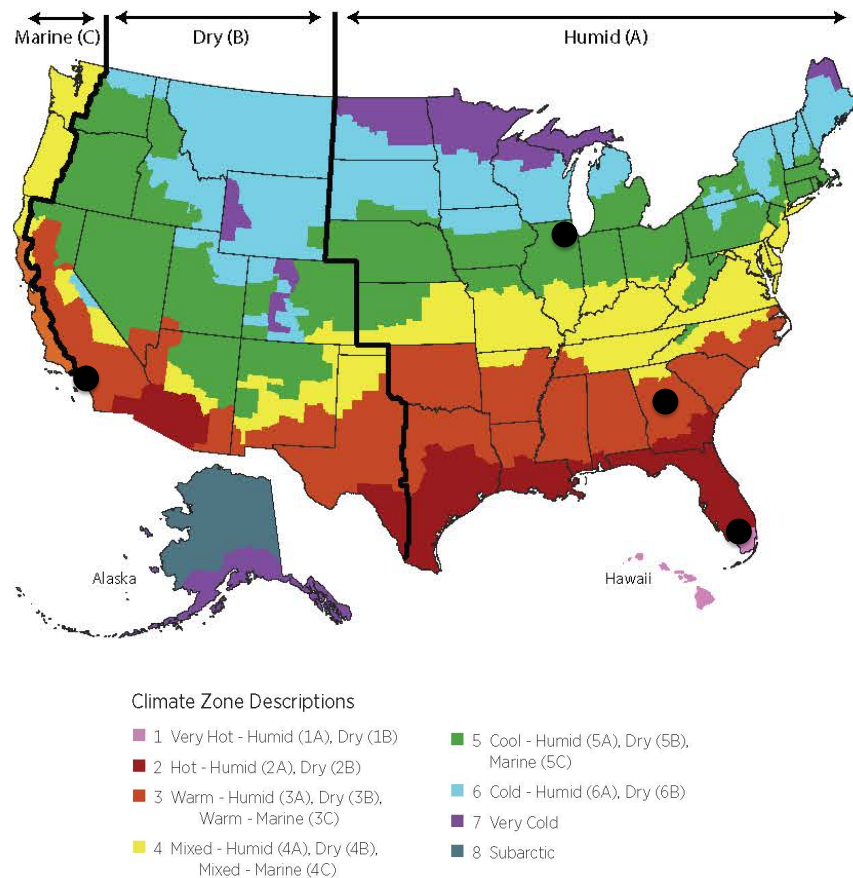 Marine (C)
Dry (B)
Humid (A)
Alaska
Hawaii
Climate Zone Descriptions
1 Very Hot - Humid (1A), Dry (1B)
2 Hot - Humid (2A), Dry (2B)
3 Warm - Humid (3A), Dry (3B),
Warm - Marine (3C)
4 Mixed - Humid (4A), Dry (4B),
Mixed - Marine (4C)
5 Cool - Humid (5A), Dry (5B),
Marine (5C)
6 Cold - Humid (6A), Dry (6B)
7 Very Cold
8 Subarctic